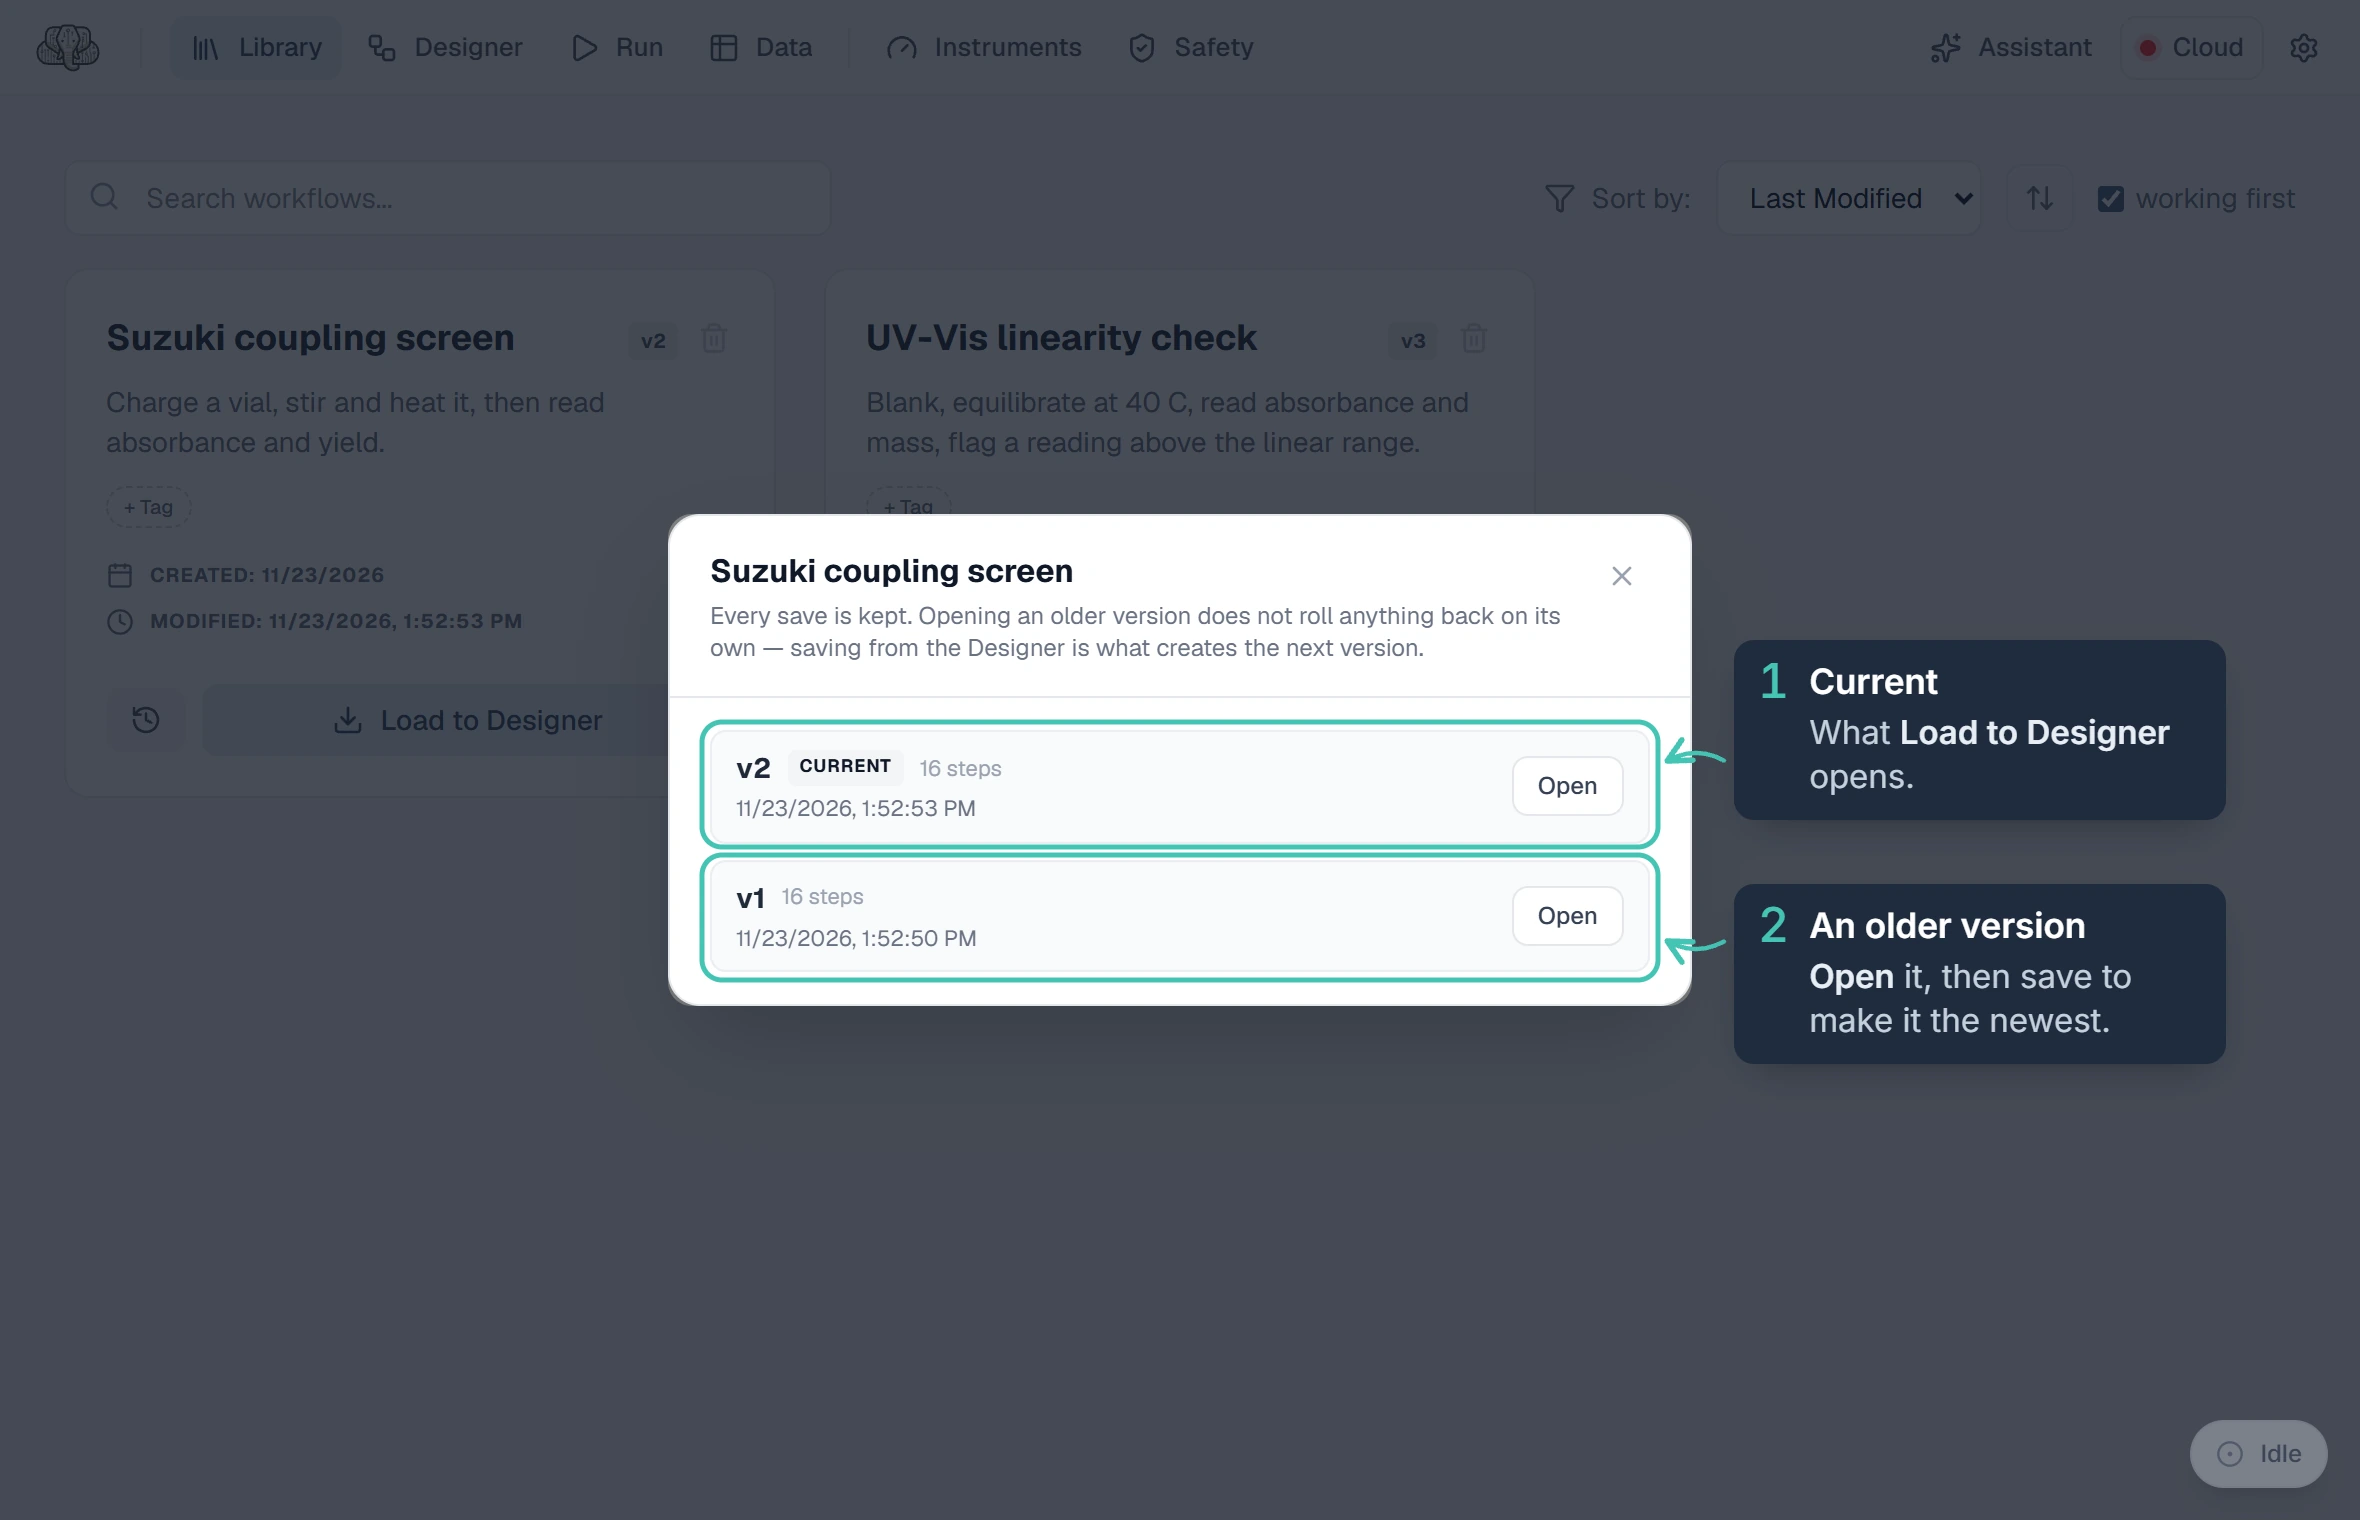 Library
Designer
Run
Data
Instruments
Safety
Assistant
Cloud
Search workflows...
Sort by:
Last Modified
working first
Suzuki coupling screen
v2
Charge a vial, stir and heat it, then read
absorbance and yield.
+ Tag
CREATED: 11/23/2026
MODIFIED: 11/23/2026, 1:52:53 PM
Load to Designer
UV-Vis linearity check
v3
Blank, equilibrate at 40 C, read absorbance and
mass, flag a reading above the linear range.
+ Tag
Suzuki coupling screen
Every save is kept. Opening an older version does not roll anything back on its
own — saving from the Designer is what creates the next version.
v2 CURRENT 16 steps
11/23/2026, 1:52:53 PM
Open
v1 16 steps
11/23/2026, 1:52:50 PM
Open
1 Current
What Load to Designer
opens.
2 An older version
Open it, then save to
make it the newest.
Idle